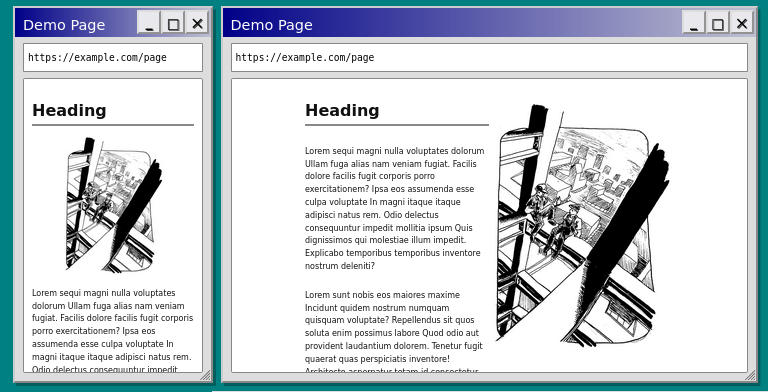 Demo Page
https://example.com/page
Heading
Lorem sequi magni nulla voluptates dolorum
Ullam fuga alias nam veniam
fugiat. Facilis dolore facilis fugit corporis
porro exercitationem? Ipsa eos
assumenda esse culpa voluptate In
magni itaque itaque adipisci natus rem.
Odio delectus consequuntur impedit
Demo Page
https://example.com/page
Heading
Lorem sequi magni nulla voluptates dolorum
Ullam fuga alias nam veniam fugiat. Facilis
dolore facilis fugit corporis porro
exercitationem? Ipsa eos assumenda esse
culpa voluptate In magni itaque itaque
adipisci natus rem. Odio delectus
consequuntur impedit mollitia ipsum Quis
dignissimos qui molestiae illum impedit.
Explicabo temporibus temporibus inventore
nostrum deleniti?
Lorem sunt nobis eos maiores maxime
Incidunt quidem nostrum numquam
quisquam voluptate? Repellendus sit quos
soluta enim possimus labore Quod odio aut
provident laudantium dolorem. Tenetur fugit
quaerat quas perspiciatis inventore!
Architecto aspernatur totam id consectetur